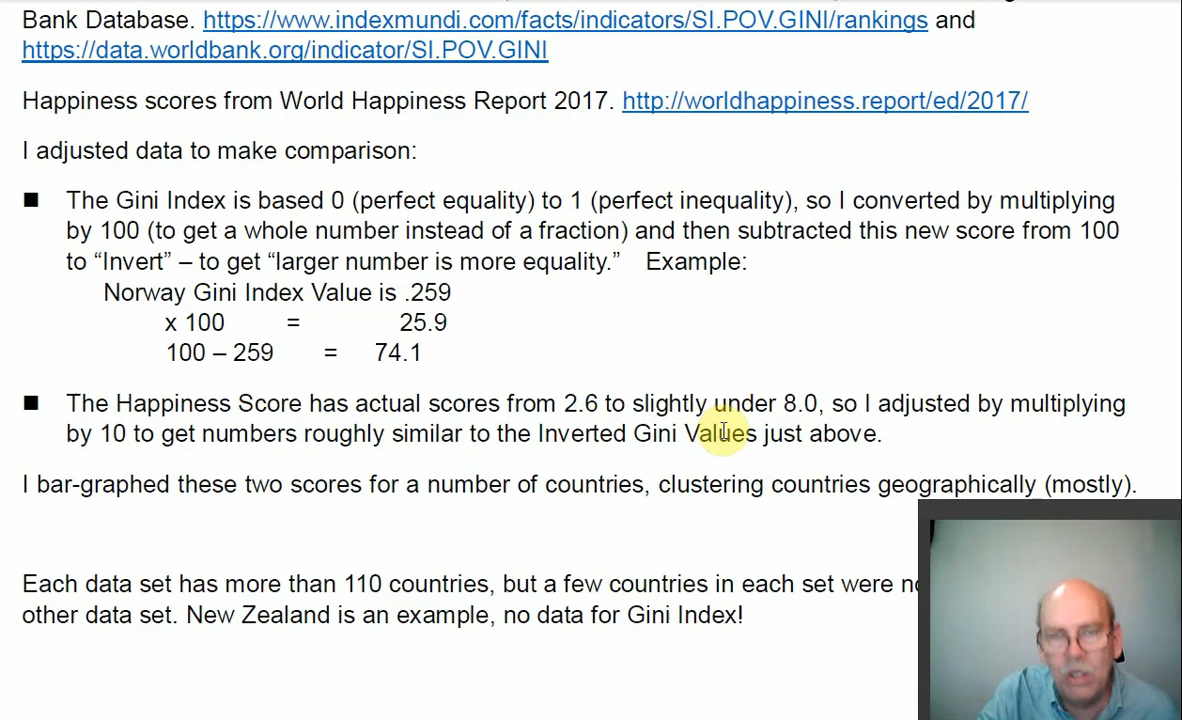 Bank Database. https://www.indexmundi.com/facts/indicators/SI.POV.GINI/rankings and
https://data.worldbank.org/indicator/SI.POV.GINI
Happiness scores from World Happiness Report 2017. http://worldhappiness.report/ed/2017/
I adjusted data to make comparison:
■ The Gini Index is based 0 (perfect equality) to 1 (perfect inequality), so I converted by multiplying
by 100 (to get a whole number instead of a fraction) and then subtracted this new score from 100
to “Invert” – to get “larger number is more equality.” Example:
Norway Gini Index Value is .259
x 100 = 25.9
100 – 259 = 74.1
■ The Happiness Score has actual scores from 2.6 to slightly under 8.0, so I adjusted by multiplying
by 10 to get numbers roughly similar to the Inverted Gini Values just above.
I bar-graphed these two scores for a number of countries, clustering countries geographically (mostly).
Each data set has more than 110 countries, but a few countries in each set were
other data set. New Zealand is an example, no data for Gini Index!